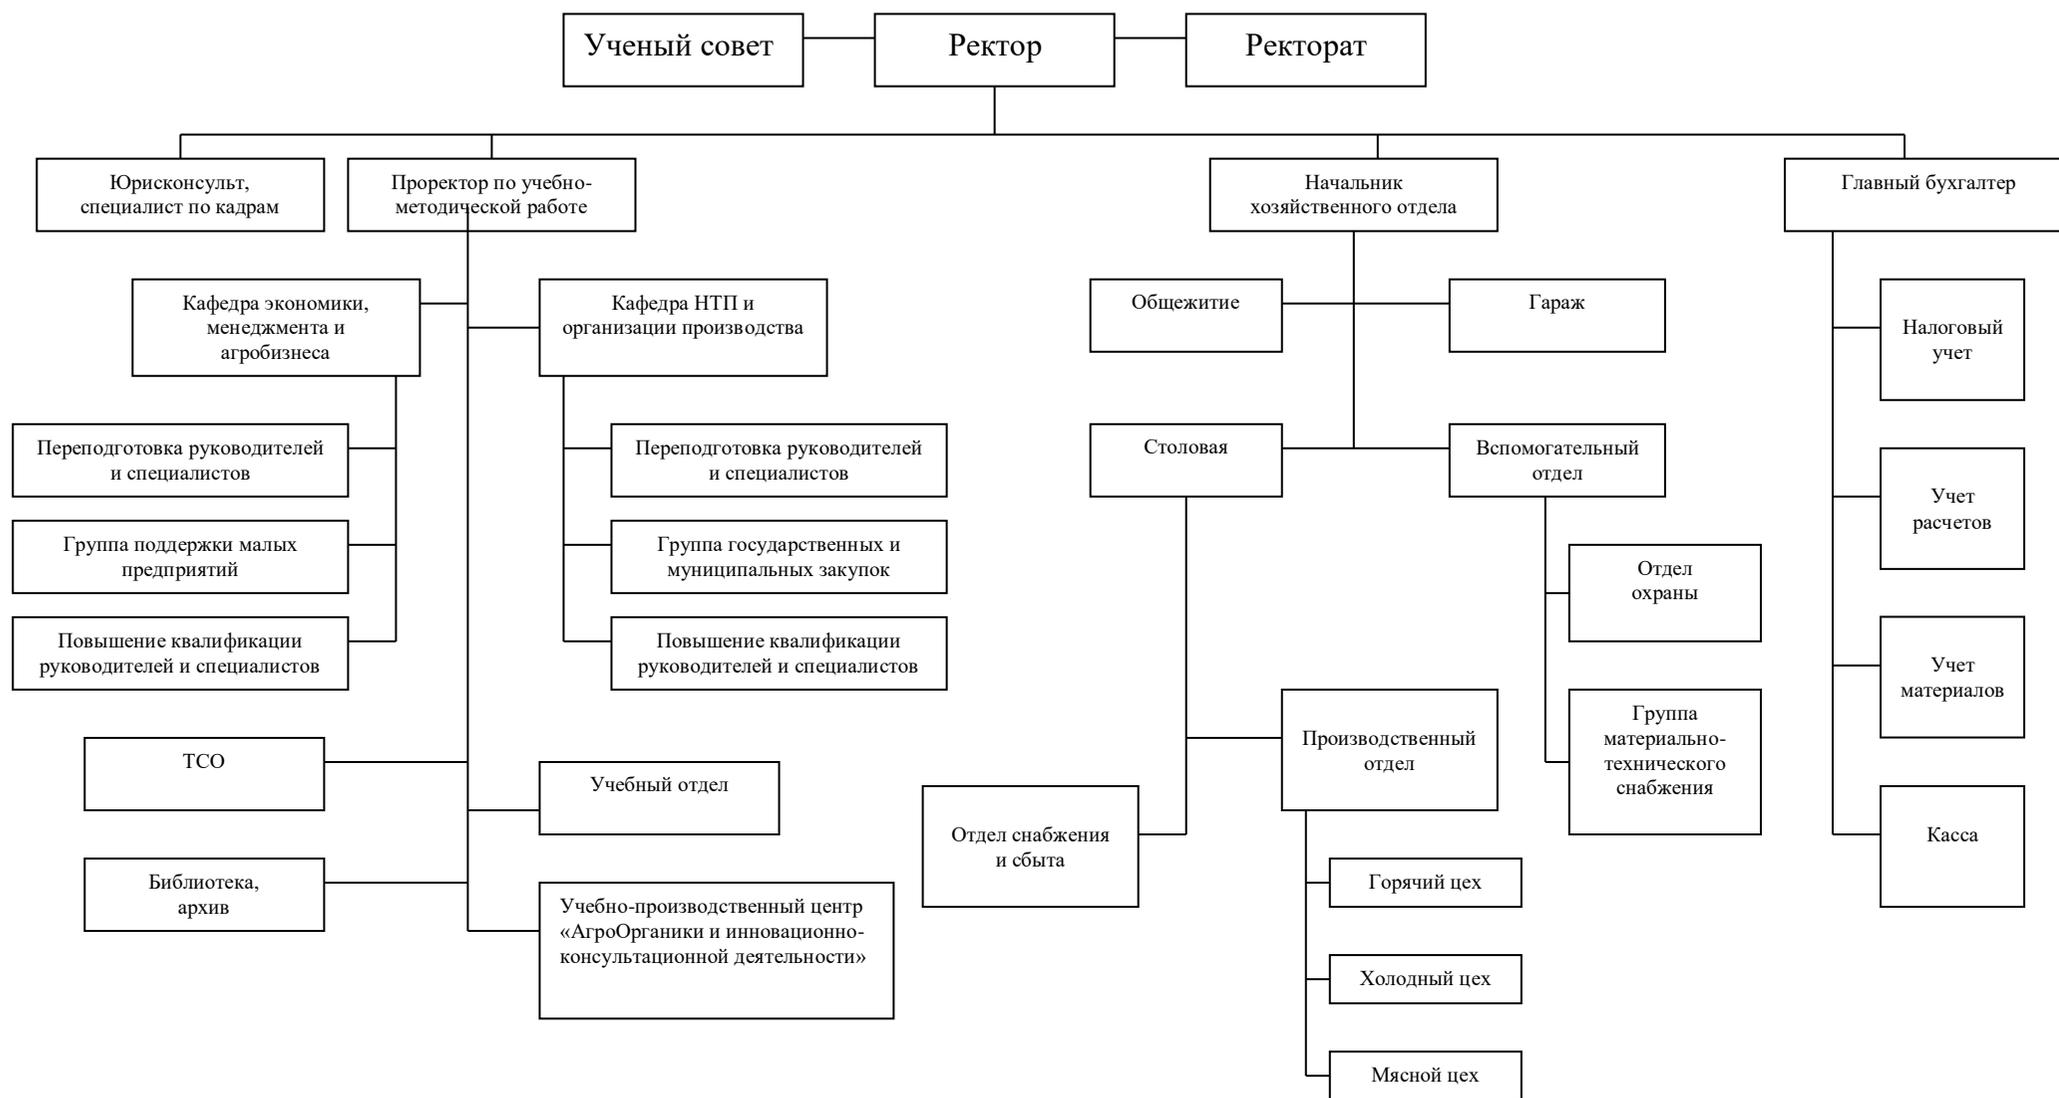 Ученый совет
Ректор
Ректорат
Юрисконсульт,
специалист по кадрам
Проректор по учебно-
методической работе
Начальник
хозяйственного отдела
Главный бухгалтер
Кафедра экономики,
менеджмента и
агробизнеса
Кафедра НТП и
организации производства
Общежитие
Гараж
Налоговый
учет
Переподготовка руководителей
и специалистов
Переподготовка руководителей
и специалистов
Столовая
Вспомогательный
отдел
Учет
расчетов
Группа поддержки малых
предприятий
Группа государственных и
муниципальных закупок
Отдел
охраны
Повышение квалификации
руководителей и специалистов
Повышение квалификации
руководителей и специалистов
Учет
материалов
Производственный
отдел
Группа
материально-
технического
снабжения
ТСО
Учебный отдел
Отдел снабжения
и сбыта
Касса
Библиотека,
архив
Учебно-производственный центр
«АгроОрганики и инновационно-
консультационной деятельности»
Горячий цех
Холодный цех
Мясной цех